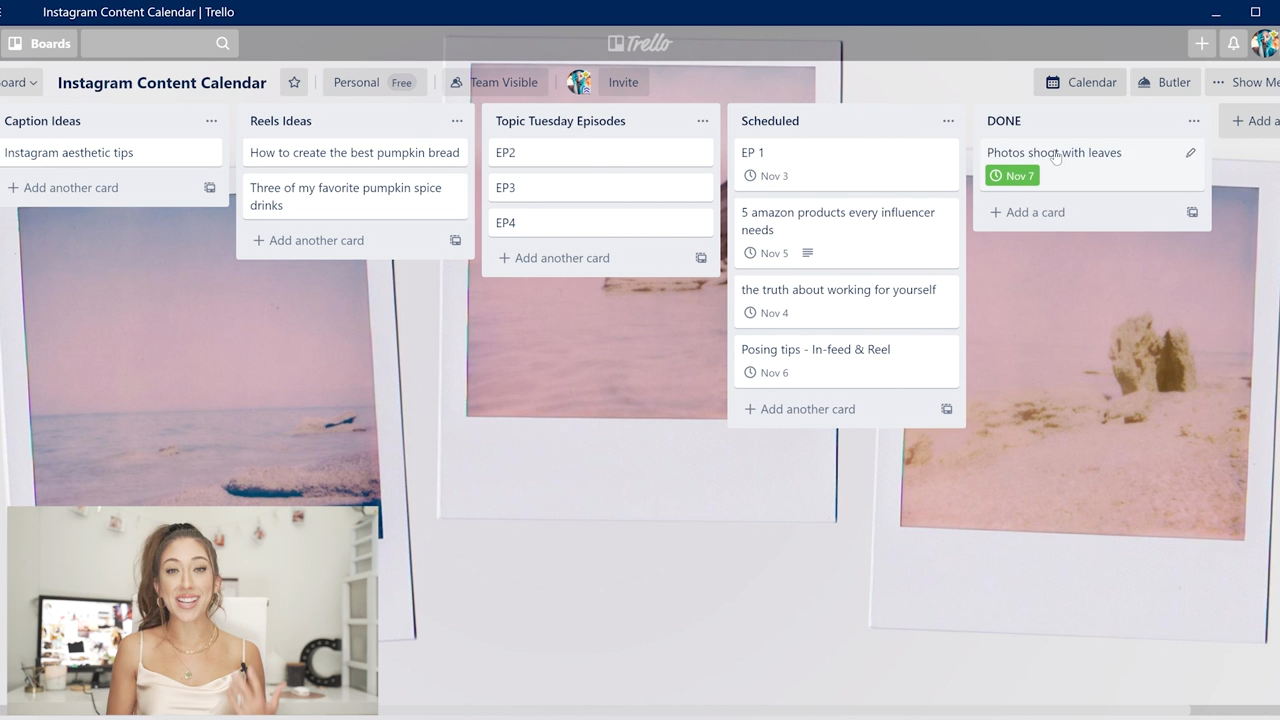 Instagram Content Calendar | Trello
Boards
Trello
oard
Instagram Content Calendar
Personal Free
Team Visible
Invite
Calendar
Butler
Show Me
Caption Ideas
Instagram aesthetic tips
Add another card
Reels Ideas
How to create the best pumpkin bread
Three of my favorite pumpkin spice
drinks
Add another card
Topic Tuesday Episodes
EP2
EP3
EP4
Add another card
Scheduled
EP 1
Nov 3
5 amazon products every influencer
needs
Nov 5
the truth about working for yourself
Nov 4
Posing tips - In-feed & Reel
Nov 6
Add another card
DONE
Photos shoot with leaves
Nov 7
Add a card
Add a